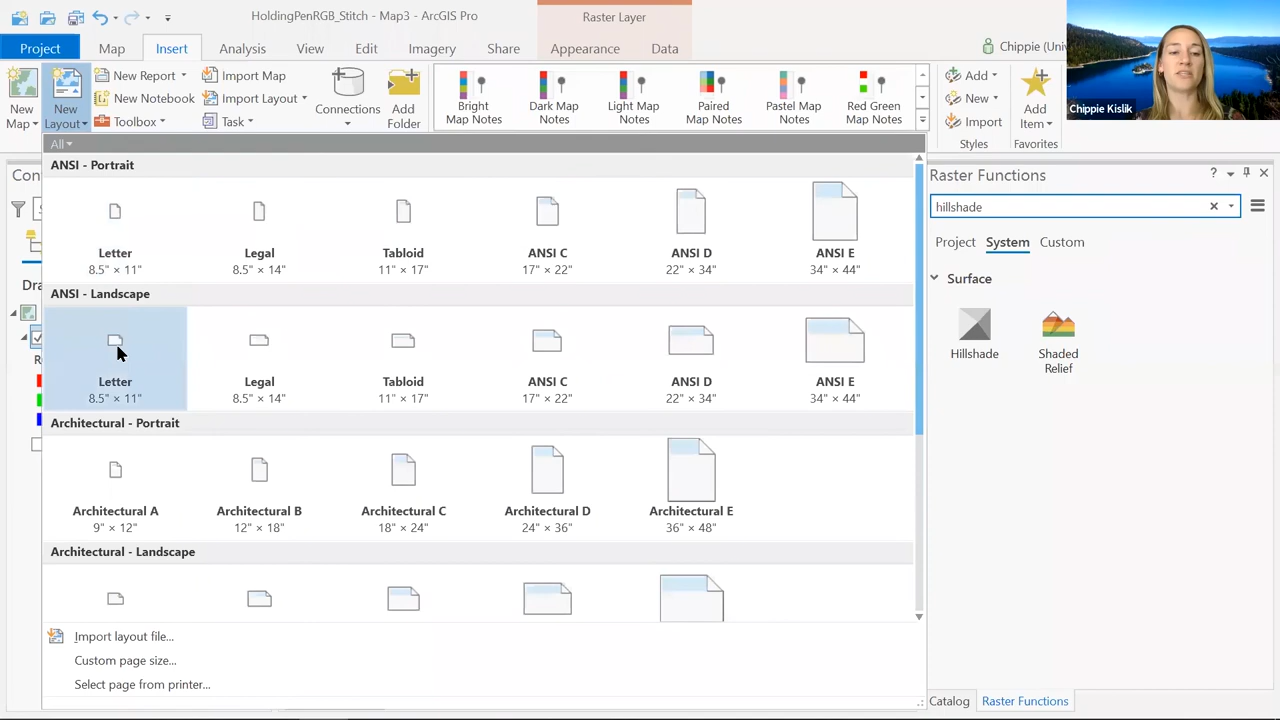 HoldingPenRGB_Stitch - Map3 - ArcGIS Pro
Raster Layer
Project
Map
Insert
Analysis
View
Edit
Imagery
Share
Appearance
Data
Chippie (Uni
Chippie Kislik
New Map
New Layout
New Report
New Notebook
Toolbox
Import Map
Import Layout
Task
Connections
Add Folder
Bright Map Notes
Dark Map Notes
Light Map Notes
Paired Map Notes
Pastel Map Notes
Red Green Map Notes
Add
New
Import
Styles
Add Item
Favorites
All
ANSI - Portrait
Letter
8.5" × 11"
Legal
8.5" × 14"
Tabloid
11" × 17"
ANSI C
17" × 22"
ANSI D
22" × 34"
ANSI E
34" × 44"
ANSI - Landscape
Letter
8.5" × 11"
Legal
8.5" × 14"
Tabloid
11" × 17"
ANSI C
17" × 22"
ANSI D
22" × 34"
ANSI E
34" × 44"
Architectural - Portrait
Architectural A
9" × 12"
Architectural B
12" × 18"
Architectural C
18" × 24"
Architectural D
24" × 36"
Architectural E
36" × 48"
Architectural - Landscape
Import layout file...
Custom page size...
Select page from printer...
Con
Dra
R
Raster Functions
?
hillshade
Project
System
Custom
Surface
Hillshade
Shaded Relief
Catalog
Raster Functions